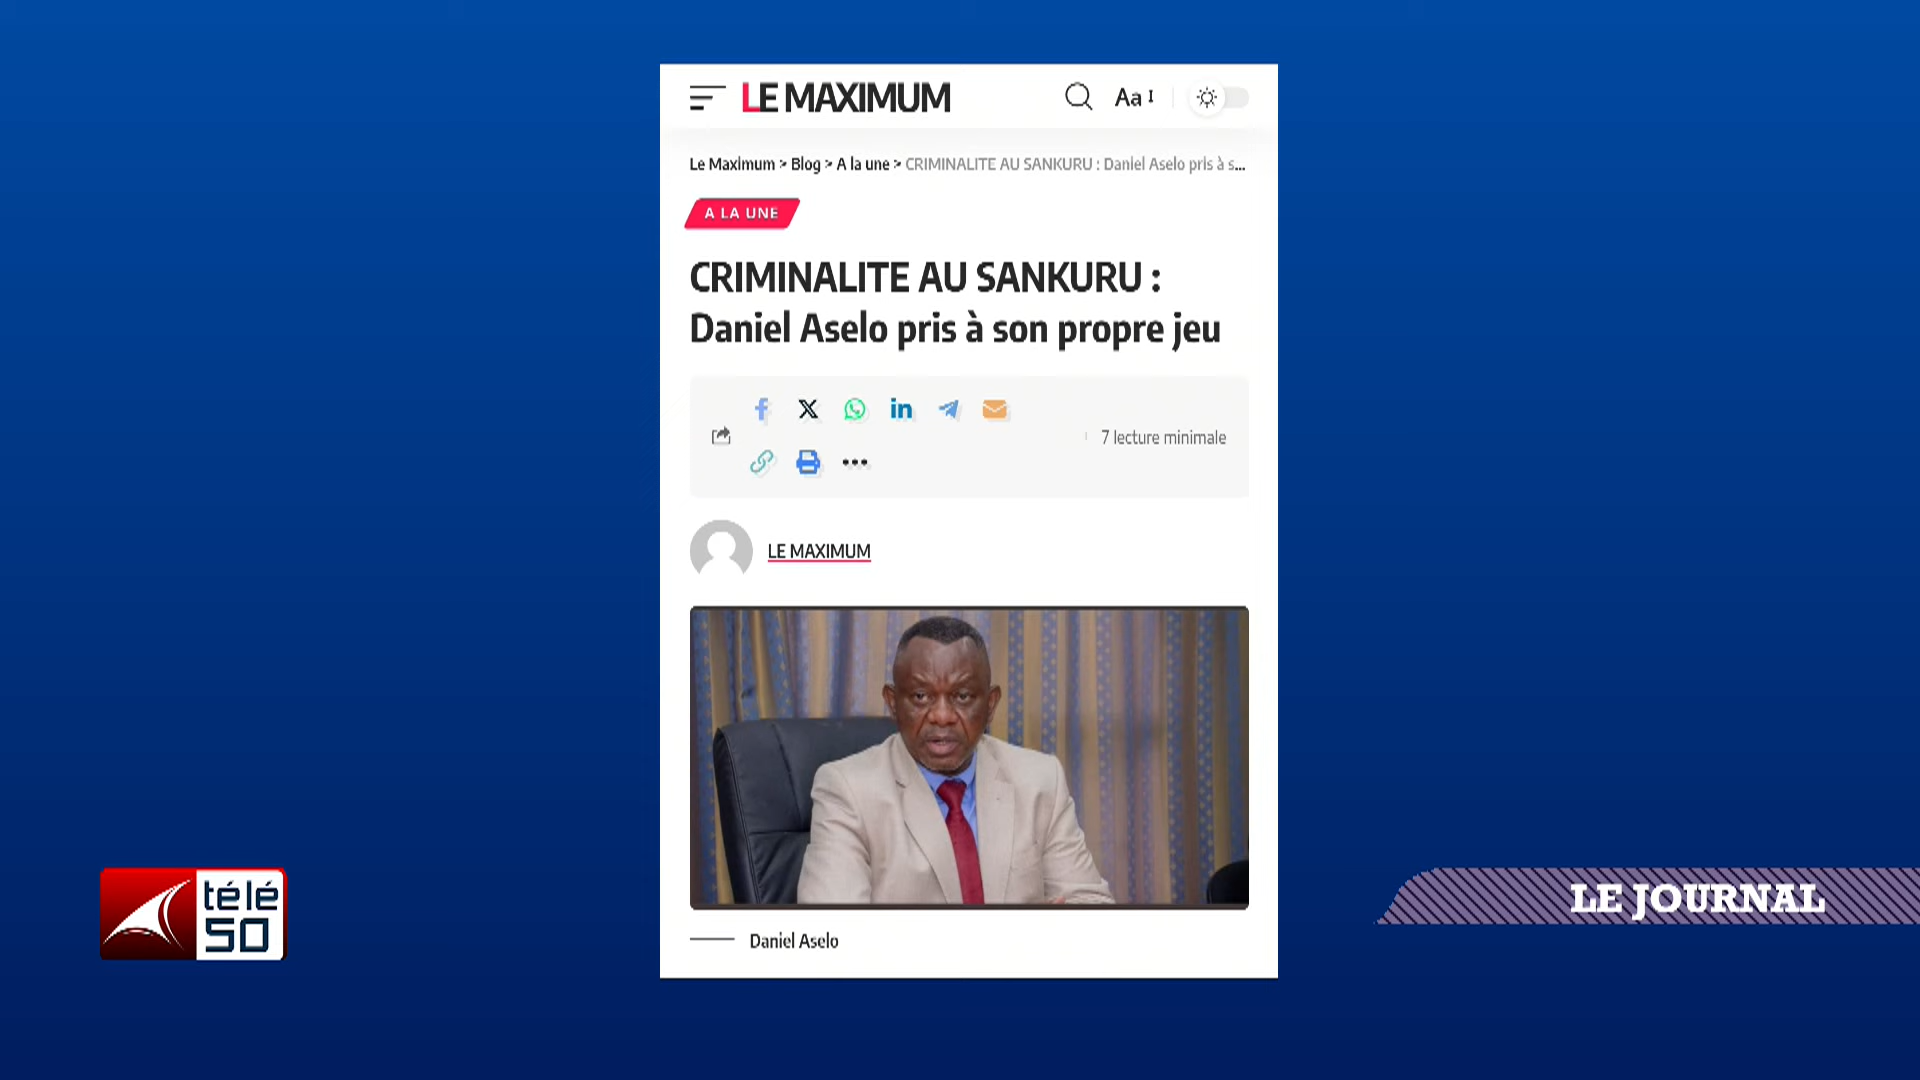 LE MAXIMUM
Aa I
Le Maximum > Blog > A la une > CRIMINALITE AU SANKURU : Daniel Aselo pris à s...
A LA UNE
CRIMINALITE AU SANKURU :
Daniel Aselo pris à son propre jeu
7 lecture minimale
LE MAXIMUM
Daniel Aselo
télé
50
LE JOURNAL